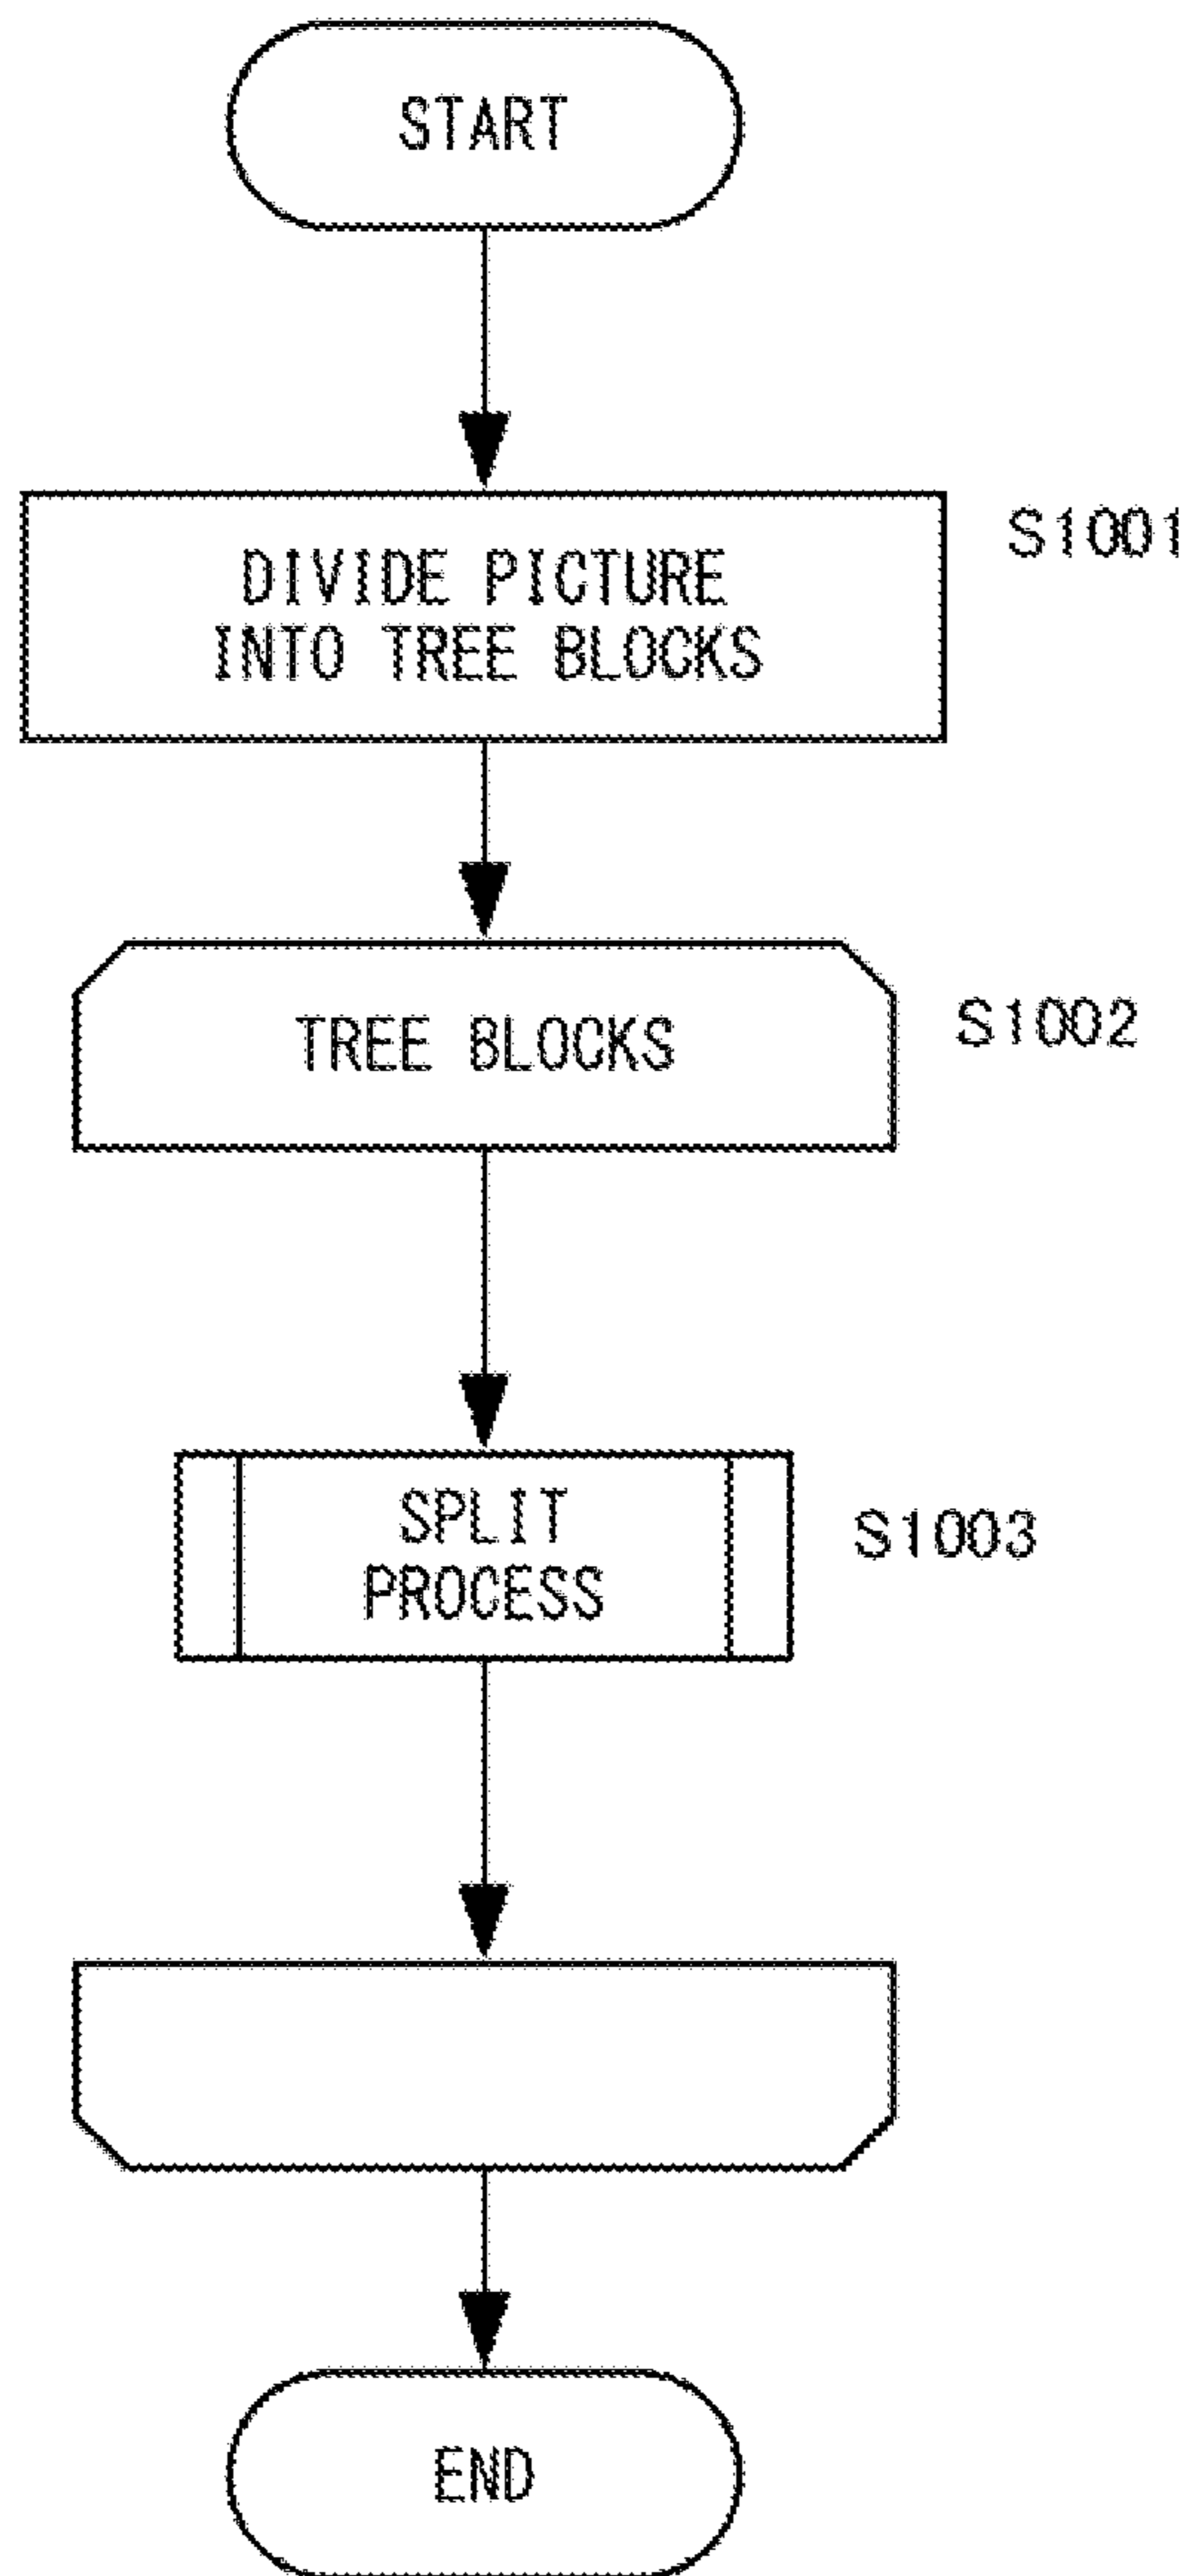 START
DIVIDE PICTURE
INTO TREE BLOCKS
S1001
TREE BLOCKS
S1002
SPLIT
PROCESS
S1003
END